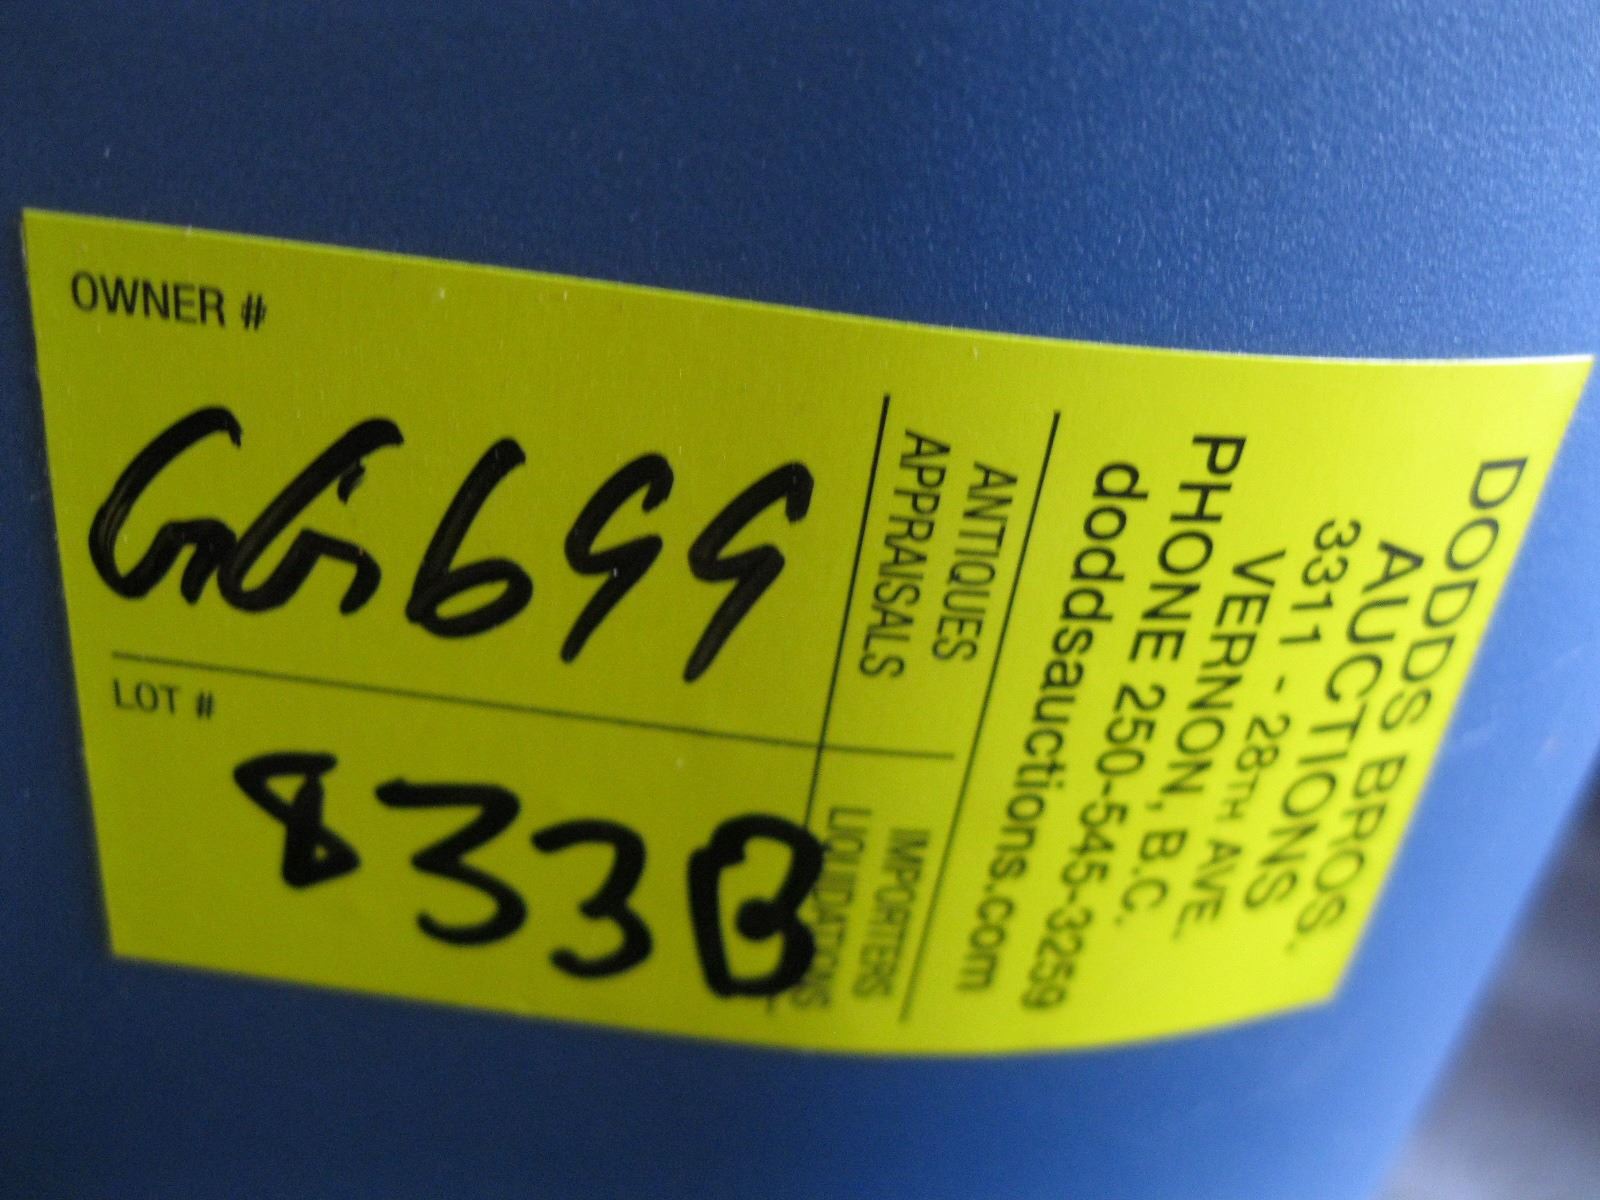 OWNER #
GG699
LOT #
833B
ANTIQUES
APPRAISALS
IMPORTERS
LIQUIDATIONS
DODDS BROS.
AUCTIONS
3311 - 28TH AVE.
VERNON, B.C.
PHONE 250-545-3259
doddsauctions.com